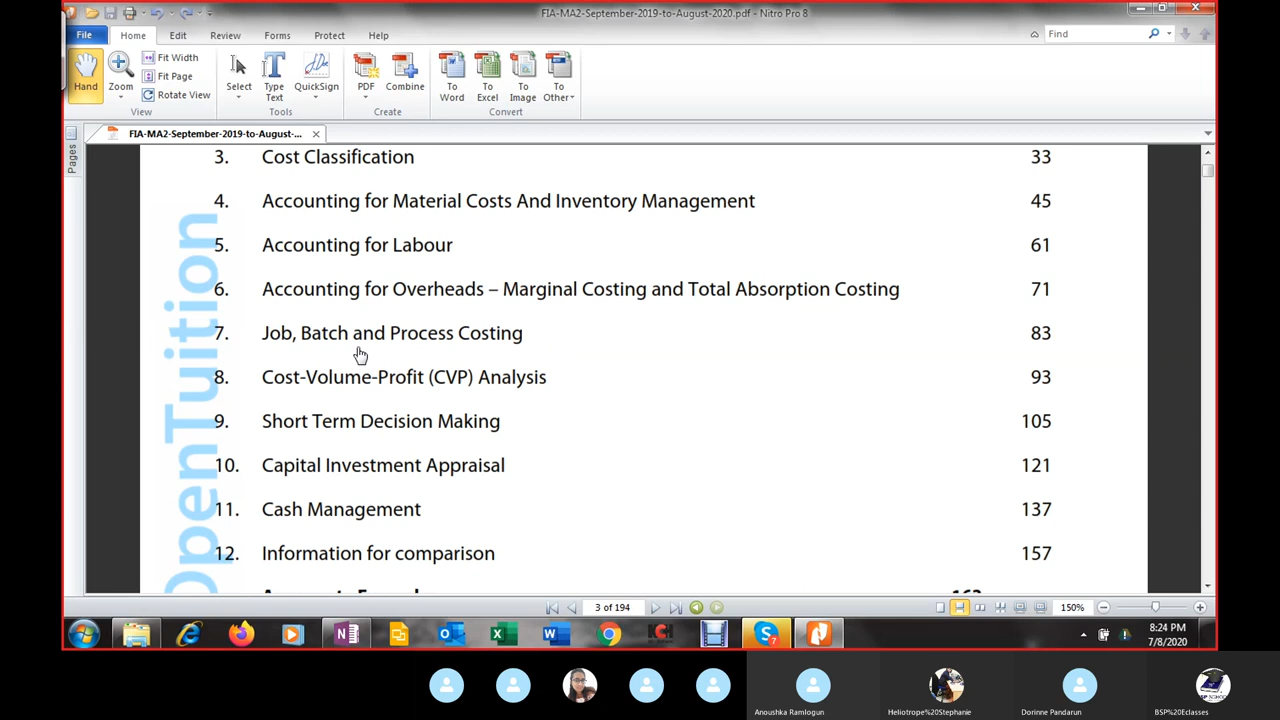 FIA-MA2-September-2019-to-August-2020.pdf - Nitro Pro 8
File Home Edit Review Forms Protect Help
Find
Hand
Zoom
Fit Width
Fit Page
Rotate View
View
Select
Type Text
QuickSign
Tools
PDF
Combine
Create
To Word
To Excel
To Image
To Other
Convert
FIA-MA2-September-2019-to-August-...
Pages
3. Cost Classification 33
4. Accounting for Material Costs And Inventory Management 45
5. Accounting for Labour 61
6. Accounting for Overheads – Marginal Costing and Total Absorption Costing 71
7. Job, Batch and Process Costing 83
8. Cost-Volume-Profit (CVP) Analysis 93
9. Short Term Decision Making 105
10. Capital Investment Appraisal 121
11. Cash Management 137
12. Information for comparison 157
OpenTuition
3 of 194
150%
8:24 PM
7/8/2020
7
Anoushka Ramlogun
Heliotrope%20Stephanie
Dorinne Pandarun
BSP%20Eclasses